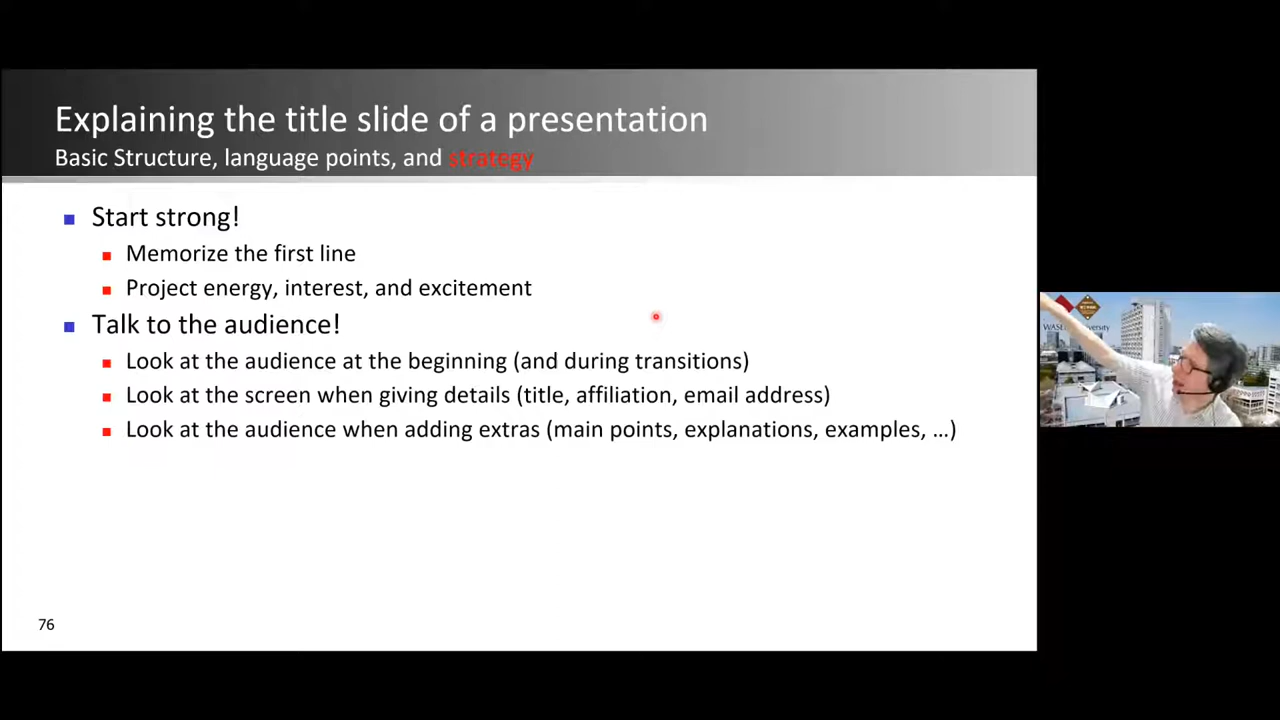 Explaining the title slide of a presentation
Basic Structure, language points, and strategy
Start strong!
Memorize the first line
Project energy, interest, and excitement
Talk to the audience!
Look at the audience at the beginning (and during transitions)
Look at the screen when giving details (title, affiliation, email address)
Look at the audience when adding extras (main points, explanations, examples, …)
76